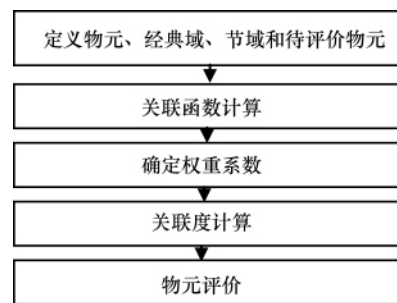 定义物元、经典域、节域和待评价物元
关联函数计算
确定权重系数
关联度计算
物元评价